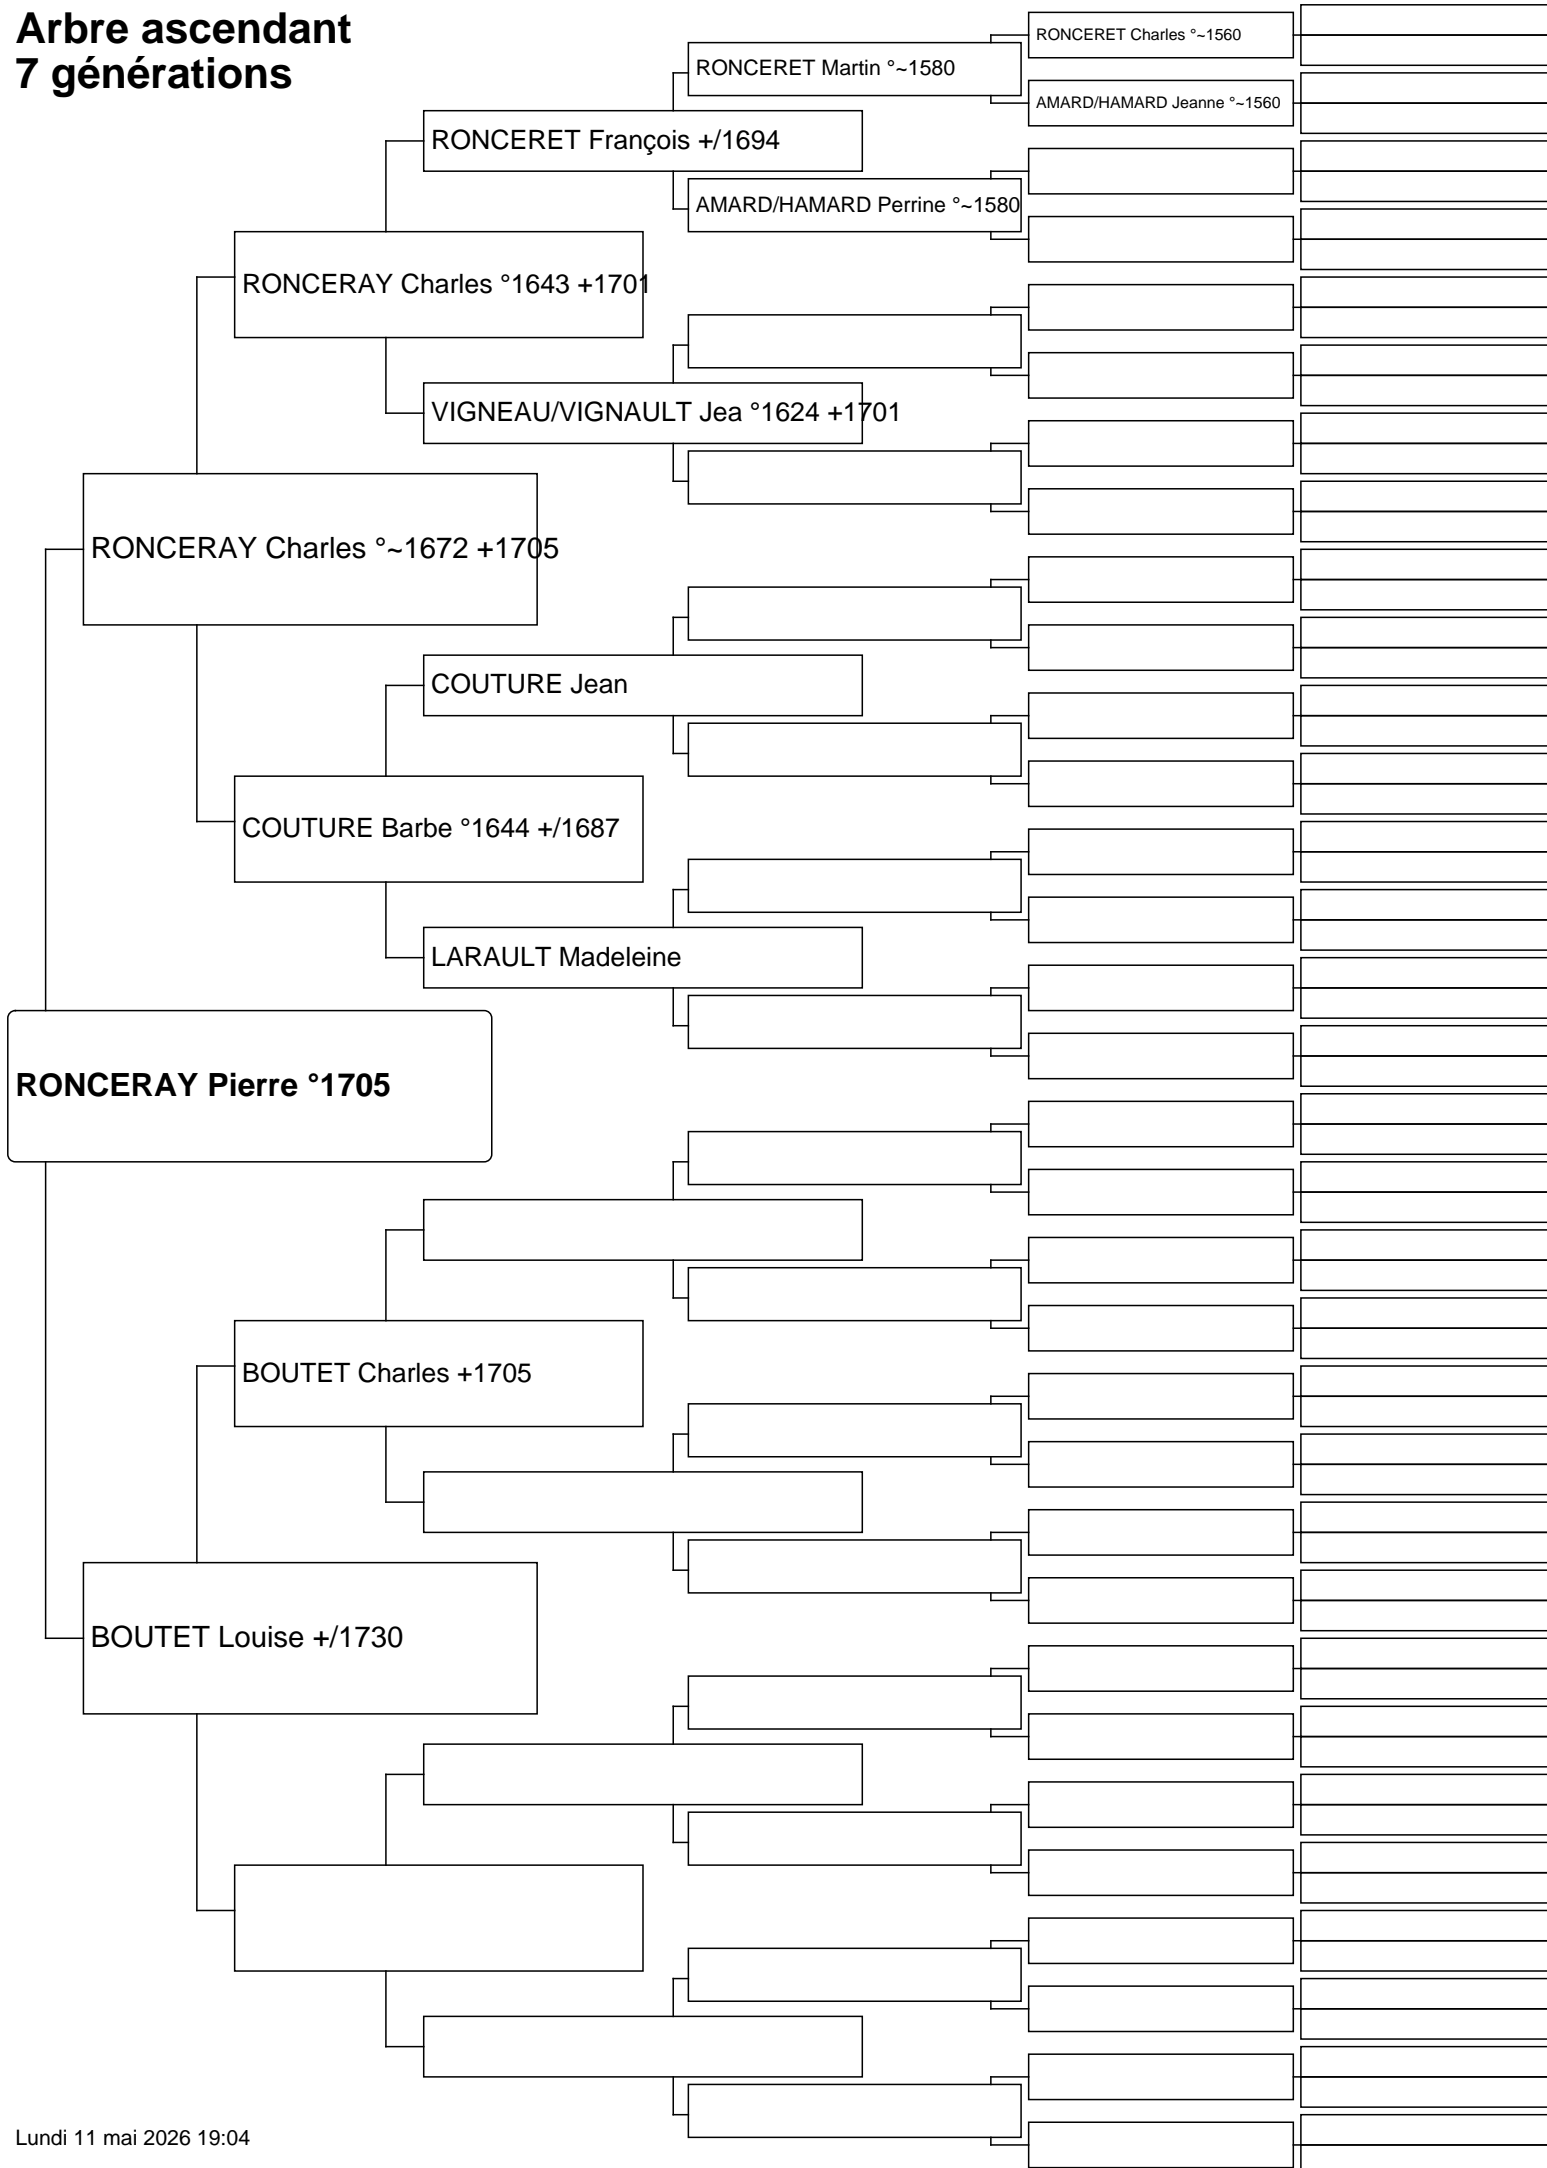 Arbre ascendant
7 générations
RONCERET Charles °~1560
RONCERET Martin °~1580
AMARD/HAMARD Jeanne °~1560
RONCERET François +/1694
AMARD/HAMARD Perrine °~1580
RONCERAY Charles °1643 +1701
VIGNEAU/VIGNAULT Jea °1624 +1701
RONCERAY Charles °~1672 +1705
COUTURE Jean
COUTURE Barbe °1644 +/1687
LARAULT Madeleine
RONCERAY Pierre °1705
BOUTET Charles +1705
BOUTET Louise +/1730
Lundi 11 mai 2026 19:04